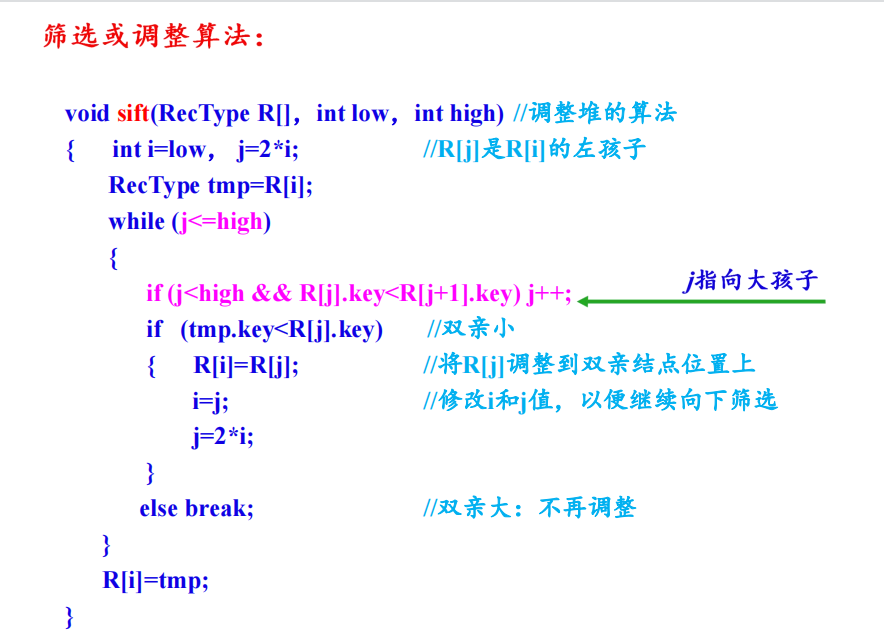 筛选或调整算法：
void sift(RecType R[]，int low，int high) //调整堆的算法
{ int i=low， j=2*i; //R[j]是R[i]的左孩子
RecType tmp=R[i];
while (j<=high)
{
j指向大孩子
if (j<high && R[j].key<R[j+1].key) j++;
if (tmp.key<R[j].key) //双亲小
{ R[i]=R[j]; //将R[j]调整到双亲结点位置上
i=j; //修改i和j值，以便继续向下筛选
j=2*i;
}
else break; //双亲大：不再调整
}
R[i]=tmp;
}